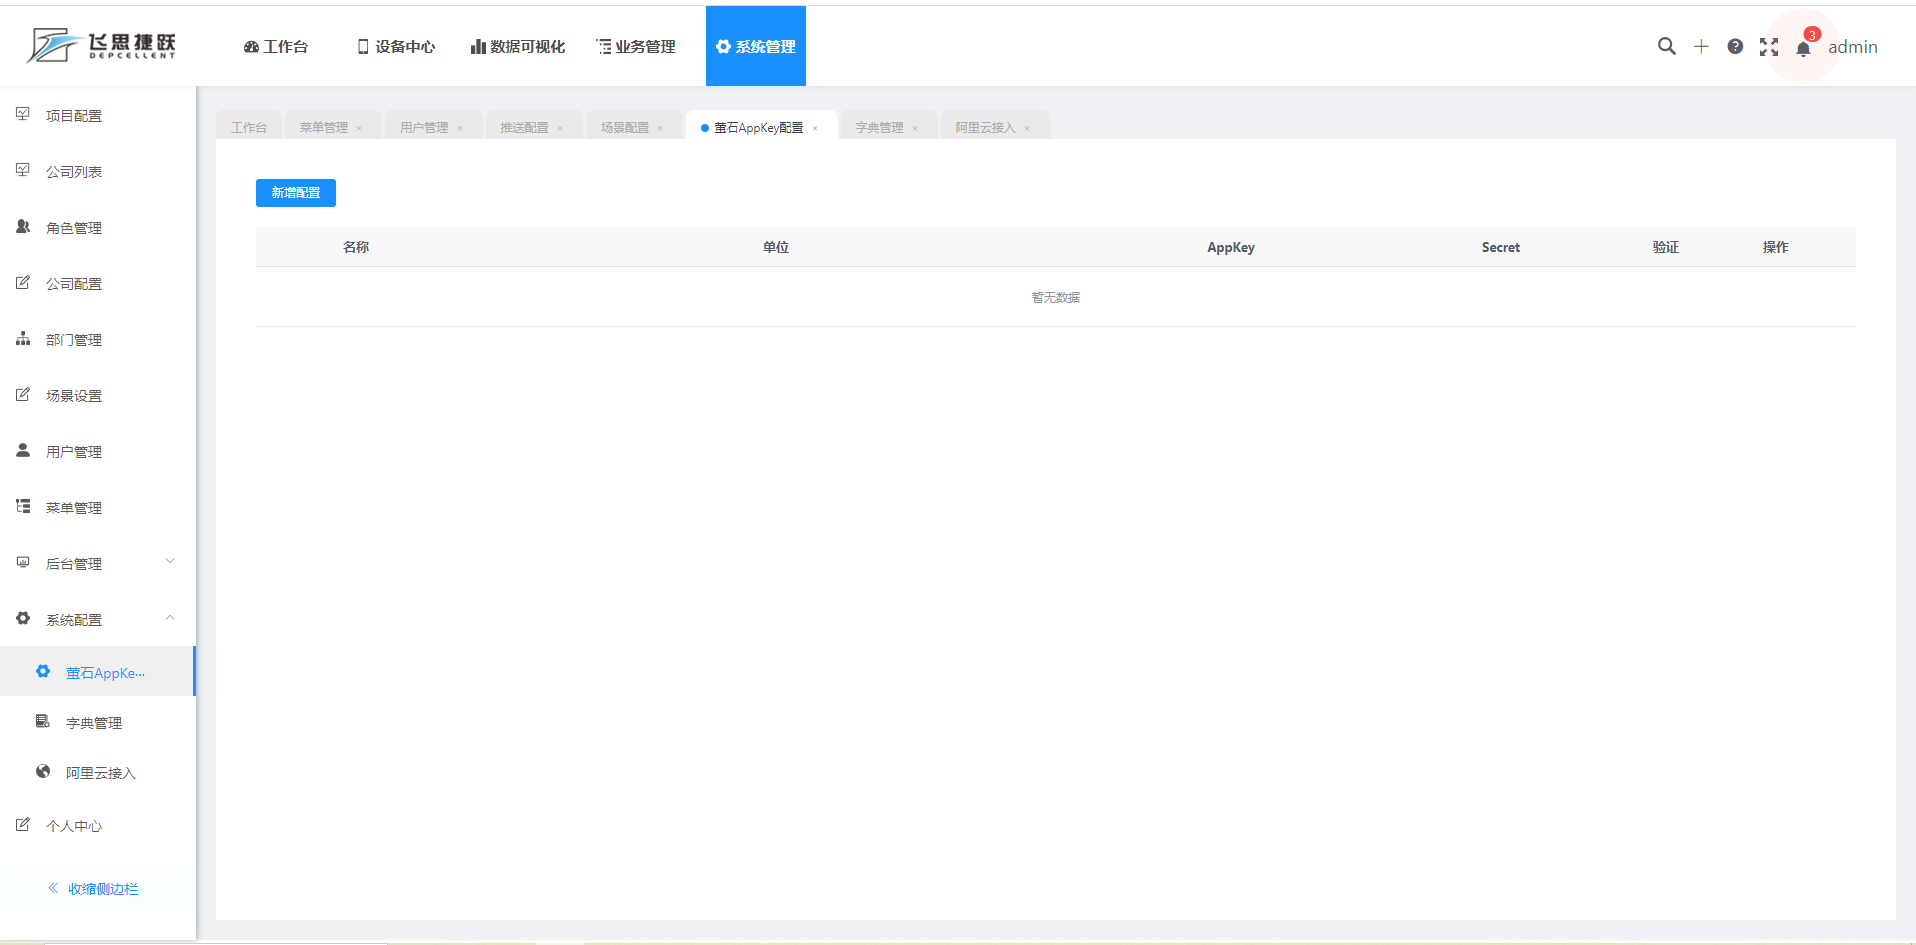 飞思捷跃
DEPCELLENT
工作台
设备中心
数据可视化
业务管理
系统管理
3
admin
项目配置
公司列表
角色管理
公司配置
部门管理
场景设置
用户管理
菜单管理
后台管理
系统配置
萤石AppKe...
字典管理
阿里云接入
个人中心
收缩侧边栏
工作台
菜单管理 ×
用户管理 ×
推送配置 ×
场景配置 ×
萤石AppKey配置 ×
字典管理 ×
阿里云接入 ×
新增配置
名称 单位 AppKey Secret 验证 操作
暂无数据